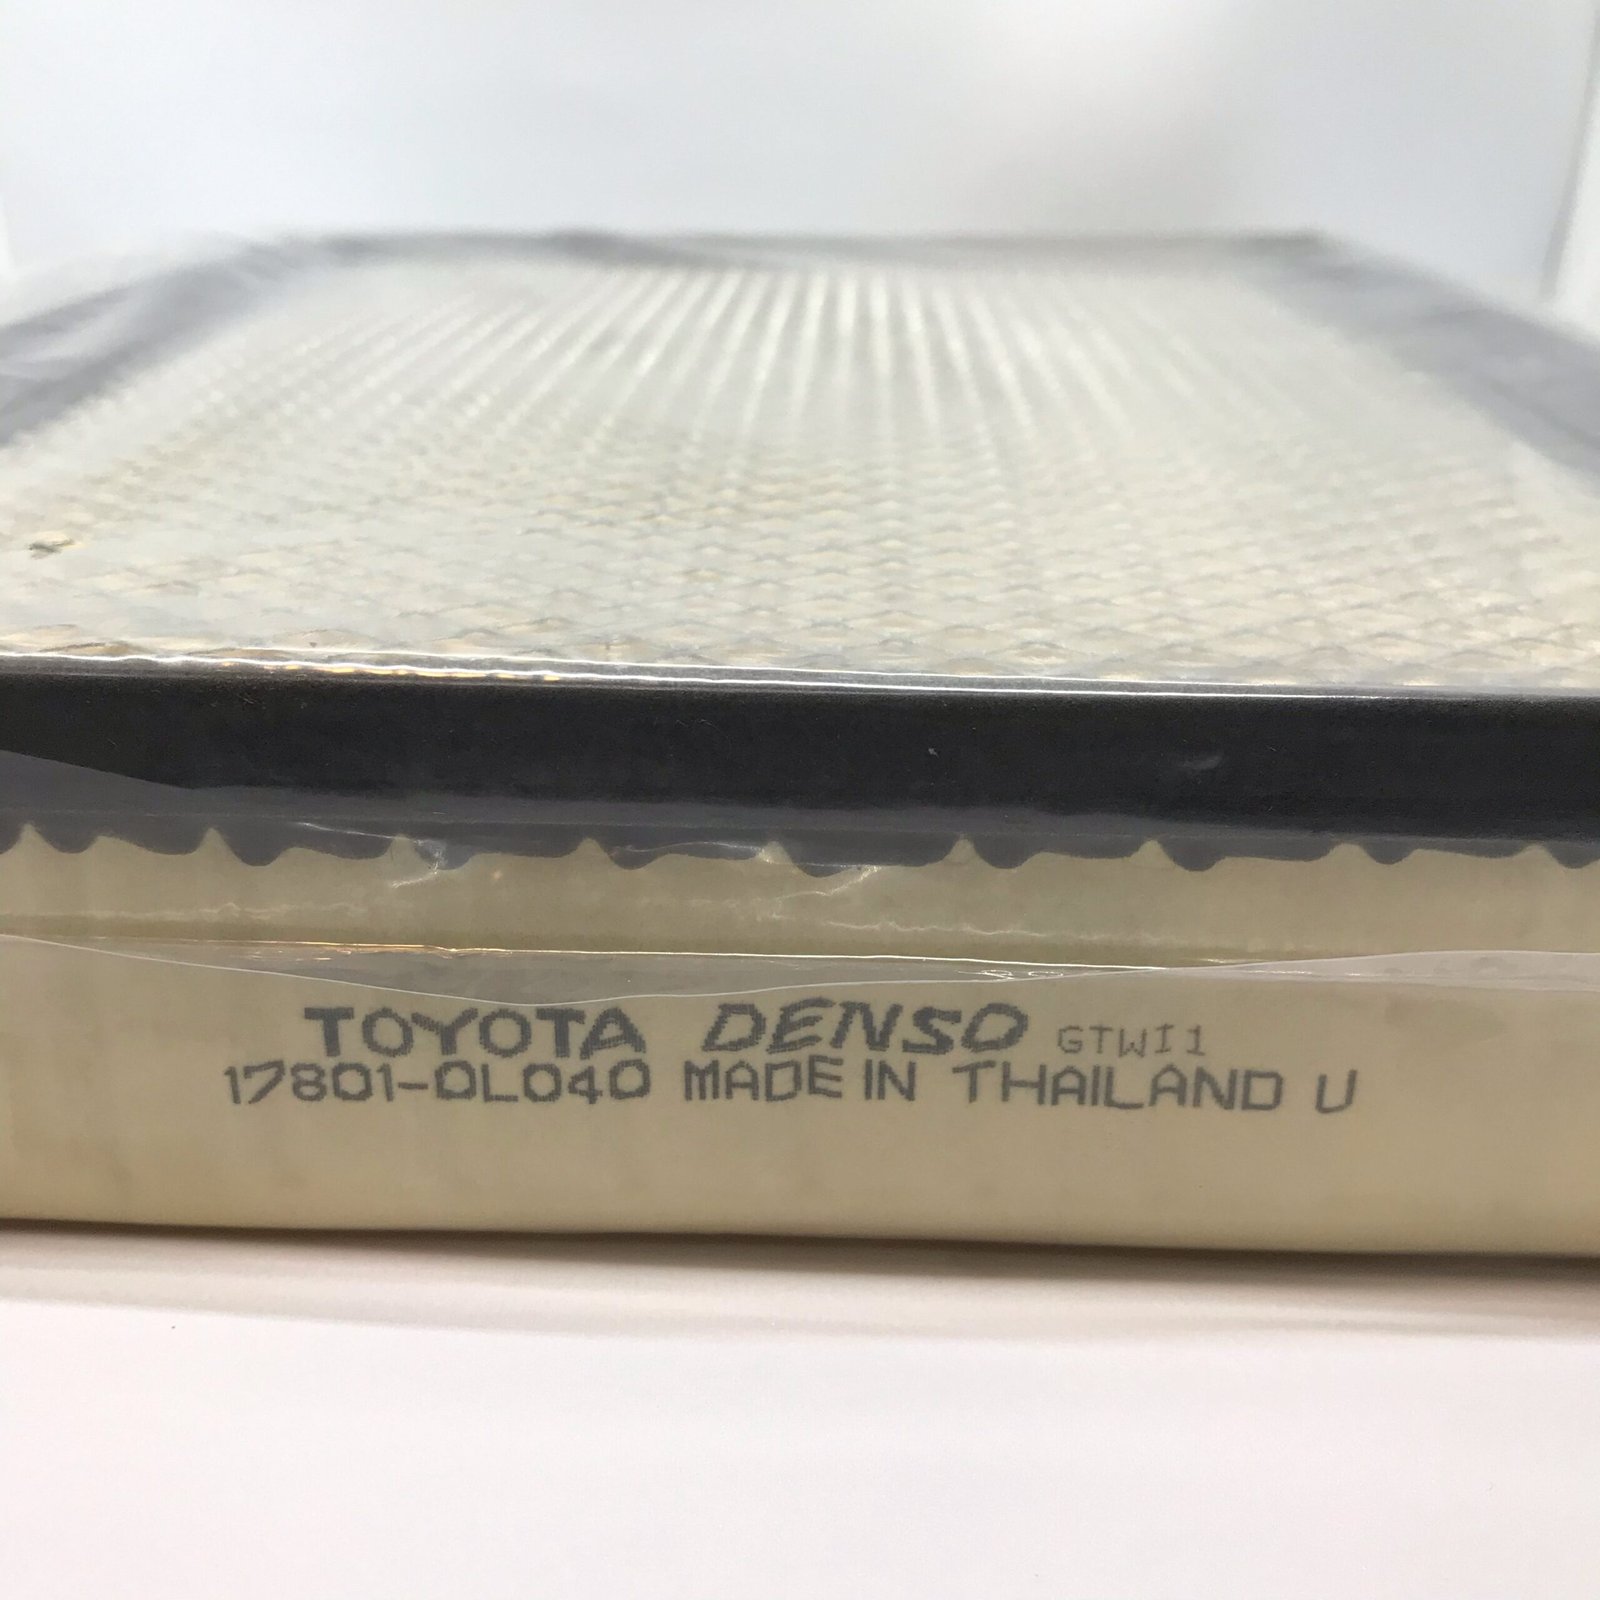 TOYOTA DENSO GTWI1
17801-0L040 MADE IN THAILAND U